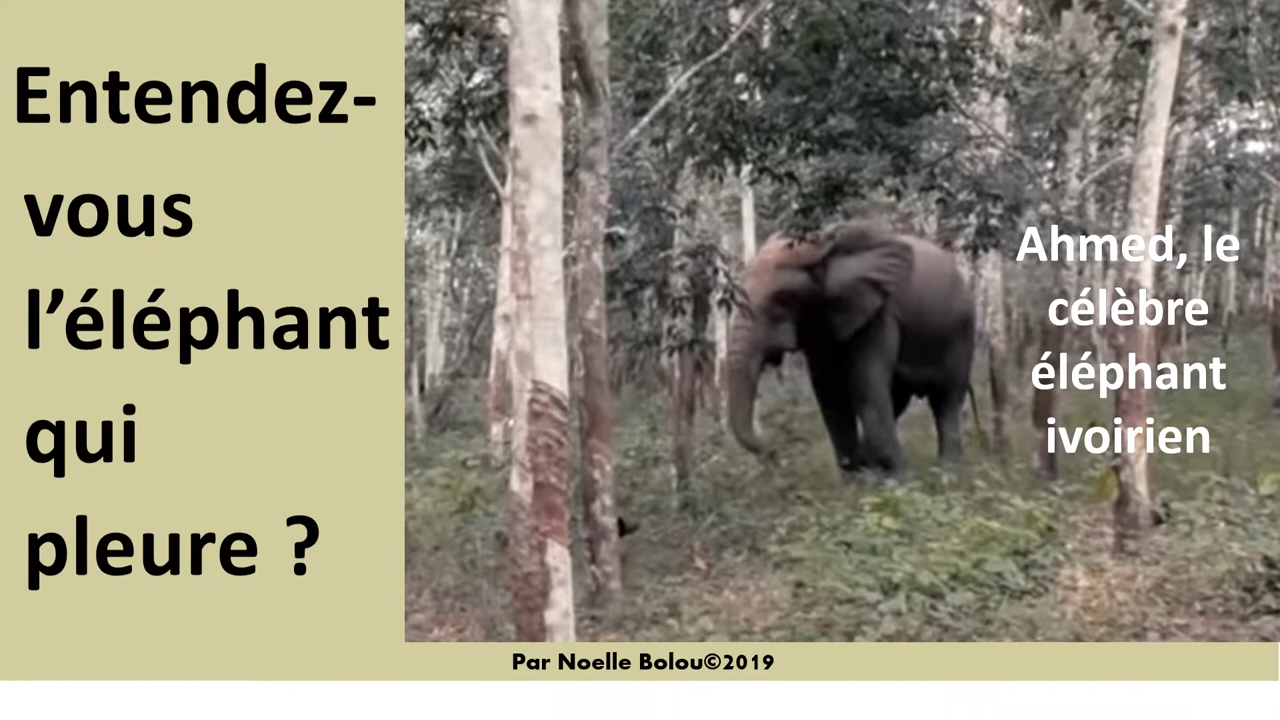 Entendez-
vous
l’éléphant
qui
pleure ?
Ahmed, le
célèbre
éléphant
ivoirien
Par Noelle Bolou©2019